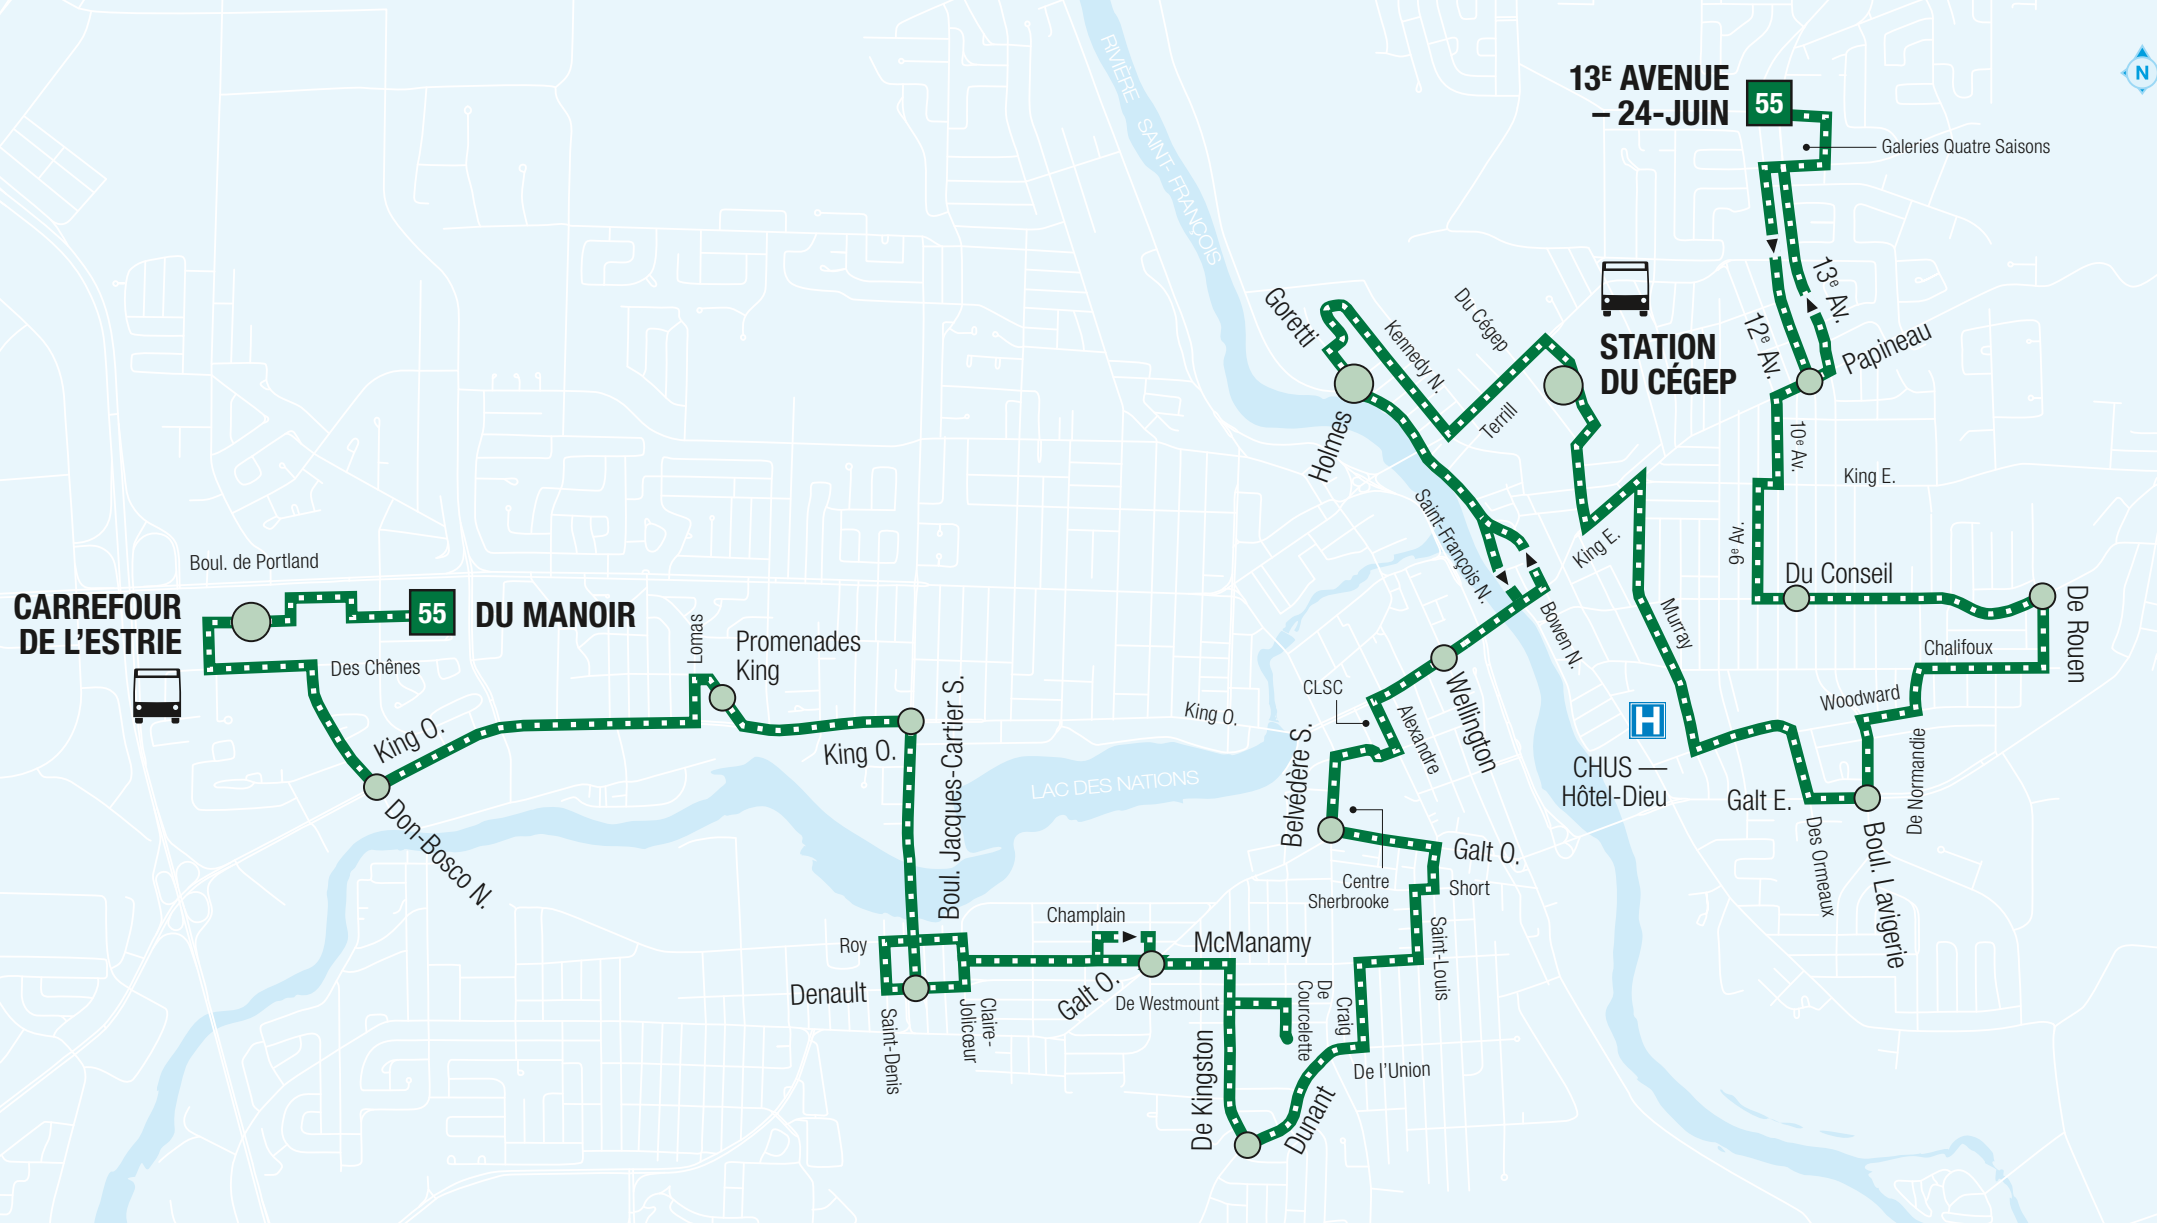 RIVIÈRE SAINT-FRANÇOIS
13E AVENUE
– 24-JUIN
55
N
Galeries Quatre Saisons
13e Av.
12e Av.
Papineau
Goretti
Kennedy N.
Du Cégep
STATION
DU CÉGEP
Terrill
Holmes
10e Av.
King E.
Saint-François N.
King E.
9e Av.
Boul. de Portland
CARREFOUR
DE L'ESTRIE
55
DU MANOIR
Des Chênes
Lomas
Promenades
King
Du Conseil
De Rouen
Bowen N.
Murray
Chalifoux
Woodward
CLSC
King O.
Alexandre
Wellington
King O.
King O.
Boul. Jacques-Cartier S.
Belvédère S.
H
CHUS
Hôtel-Dieu
De Normandie
LAC DES NATIONS
Galt E.
Des Ormeaux
Boul. Lavigerie
Don-Bosco N.
Galt O.
Centre
Sherbrooke
Short
Champlain
McManamy
Roy
Saint-Louis
Denault
Galt O.
De Westmount
De
Courcelette
Craig
Saint-Denis
Claire-
Jolicœur
De Kingston
De l'Union
Dunant